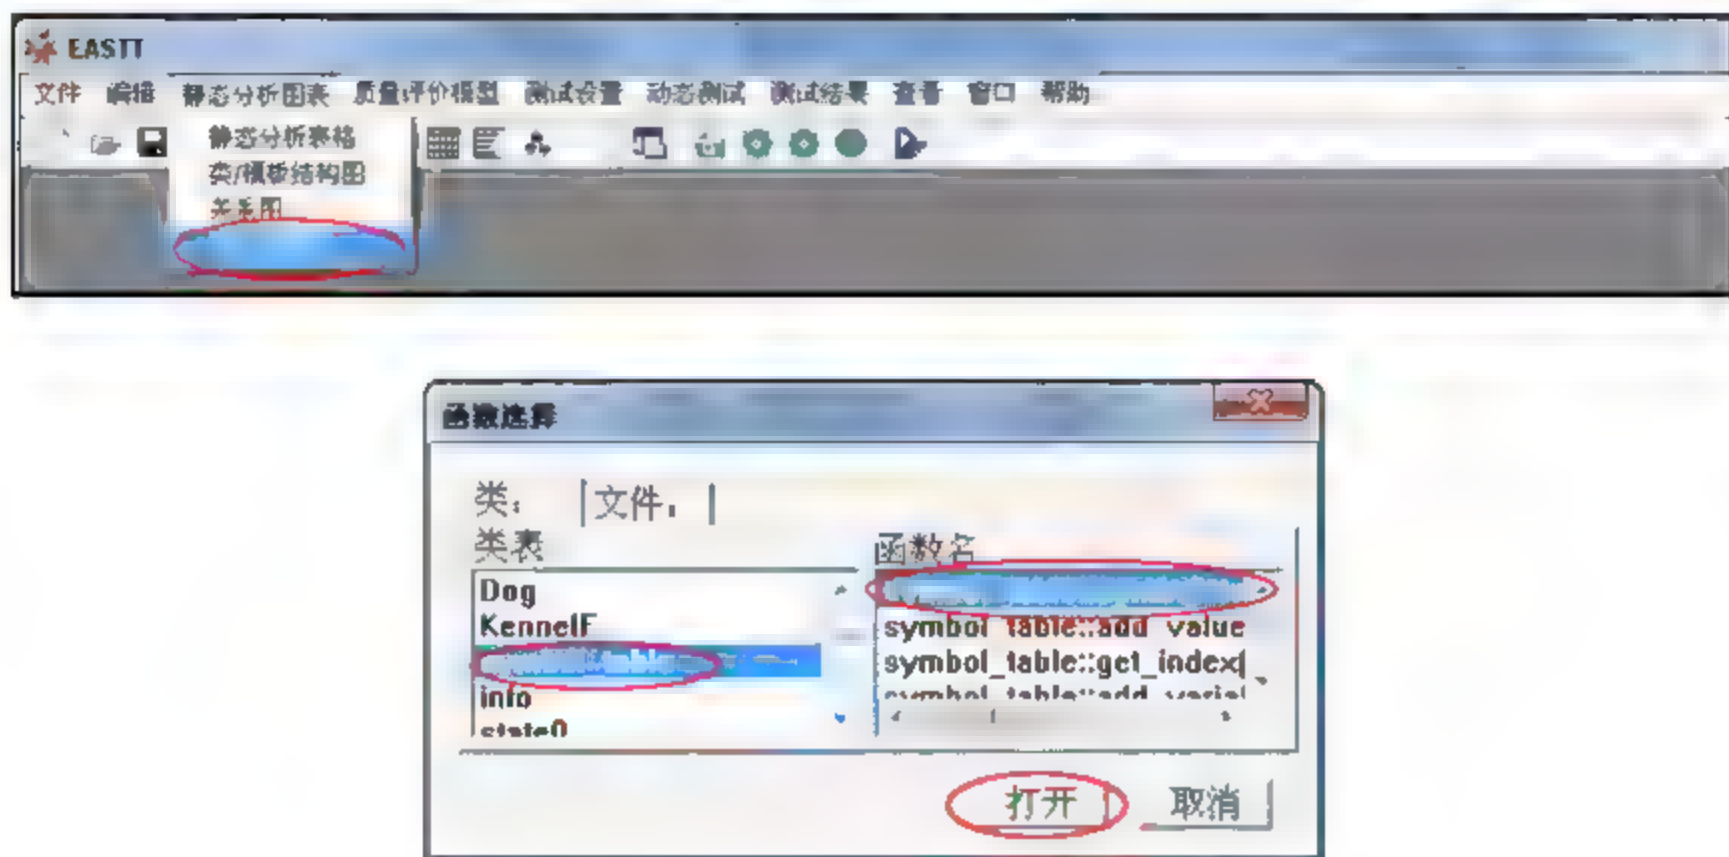 EASTT
文件 编辑 静态分析图表 质量评价模型 测试设置 动态测试 测试结果 查看 窗口 帮助
静态分析表格
类/模板结构图
关系图
函数选择
类: 文件:
类表 函数名
Dog
KennelF symbol_table::add_value
symbol_table::get_index(
info symbol_table::add_varial
state0
打开 取消